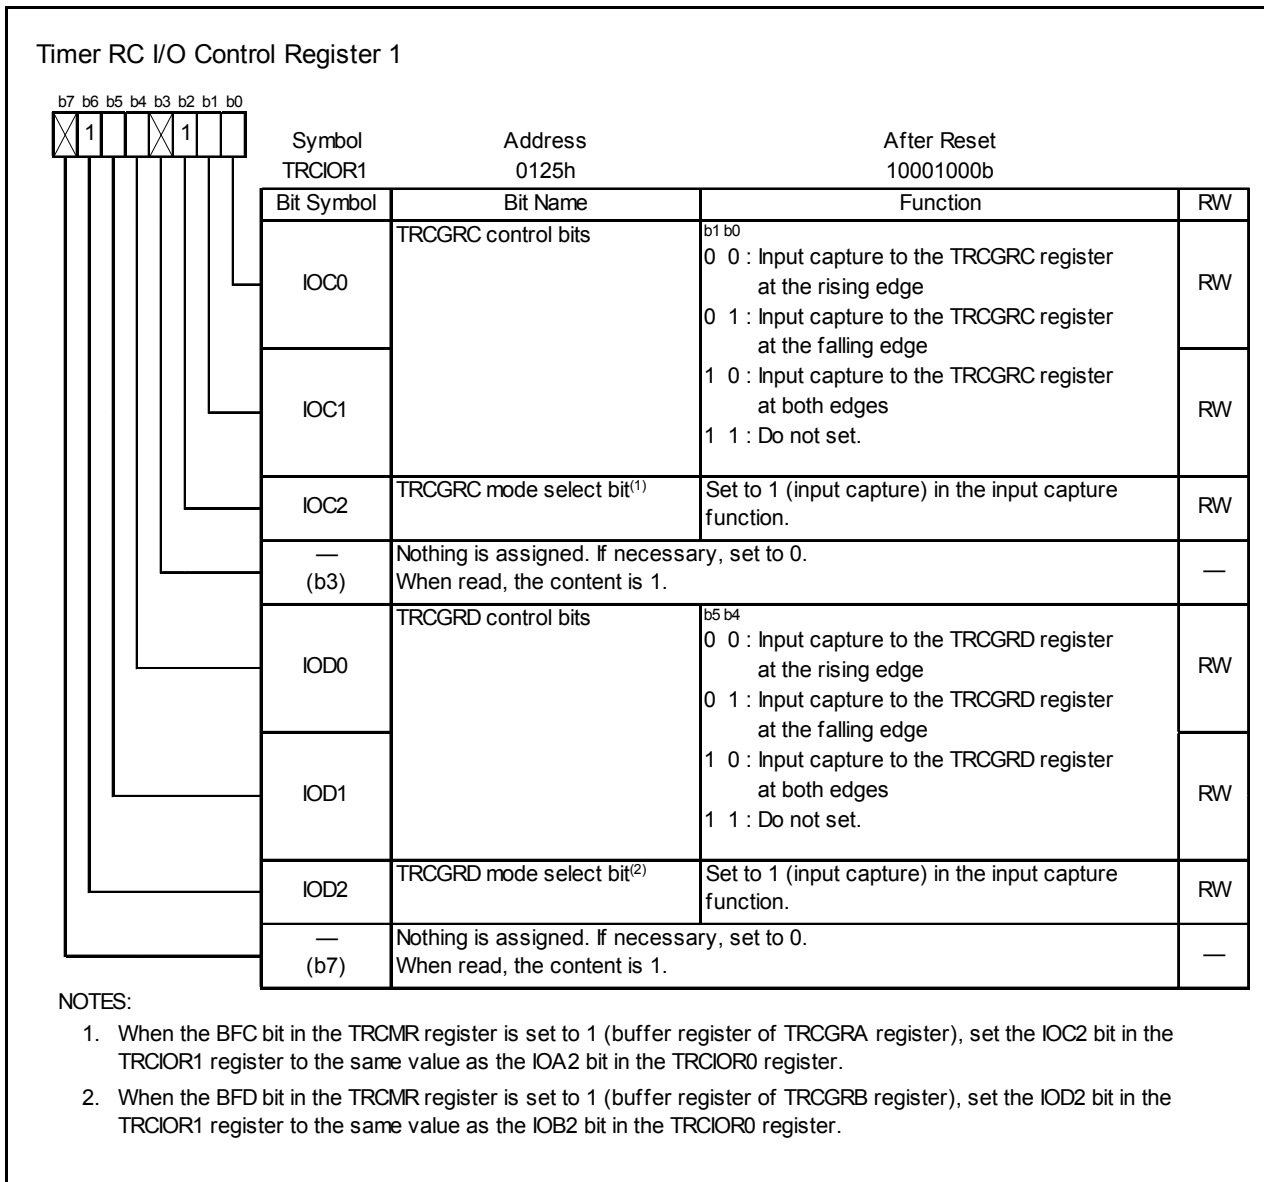 Timer RC I/O Control Register 1
b7 b6 b5 b4 b3 b2 b1 b0
1 1
Symbol Address After Reset
TRCIOR1 0125h 10001000b
Bit Symbol Bit Name Function RW
IOC0 TRCGRC control bits b1 b0 RW
0 0 : Input capture to the TRCGRC register
at the rising edge
0 1 : Input capture to the TRCGRC register
at the falling edge
IOC1 1 0 : Input capture to the TRCGRC register RW
at both edges
1 1 : Do not set.
IOC2 TRCGRC mode select bit(1) Set to 1 (input capture) in the input capture RW
function.
— Nothing is assigned. If necessary, set to 0. —
(b3) When read, the content is 1.
IOD0 TRCGRD control bits b5 b4 RW
0 0 : Input capture to the TRCGRD register
at the rising edge
0 1 : Input capture to the TRCGRD register
at the falling edge
IOD1 1 0 : Input capture to the TRCGRD register RW
at both edges
1 1 : Do not set.
IOD2 TRCGRD mode select bit(2) Set to 1 (input capture) in the input capture RW
function.
— Nothing is assigned. If necessary, set to 0. —
(b7) When read, the content is 1.
NOTES:
1. When the BFC bit in the TRCMR register is set to 1 (buffer register of TRCGRA register), set the IOC2 bit in the
TRCIOR1 register to the same value as the IOA2 bit in the TRCIOR0 register.
2. When the BFD bit in the TRCMR register is set to 1 (buffer register of TRCGRB register), set the IOD2 bit in the
TRCIOR1 register to the same value as the IOB2 bit in the TRCIOR0 register.